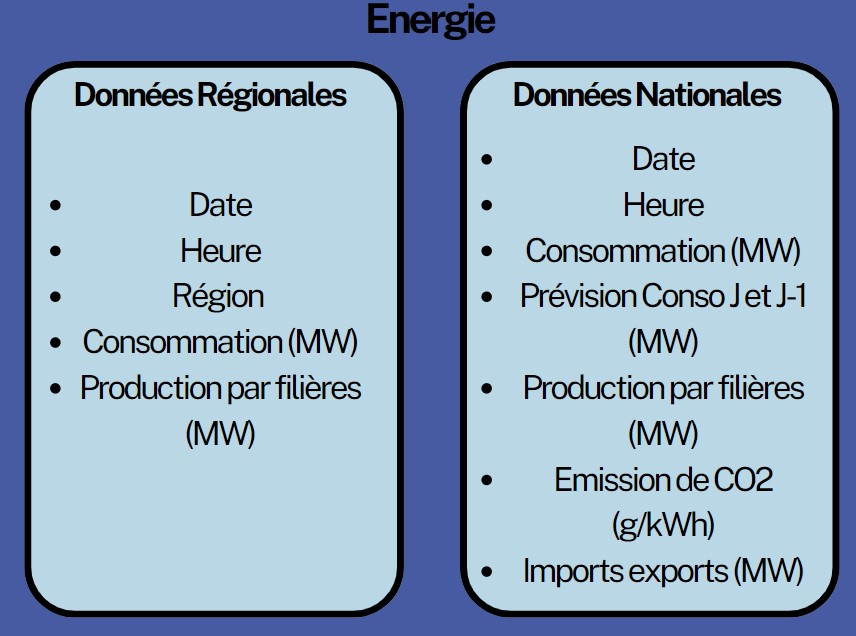 Energie
Données Régionales
• Date
• Heure
• Région
• Consommation (MW)
• Production par filières
(MW)
Données Nationales
• Date
• Heure
• Consommation (MW)
• Prévision Conso J et J-1
(MW)
• Production par filières
(MW)
• Emission de CO2
(g/kWh)
• Imports exports (MW)